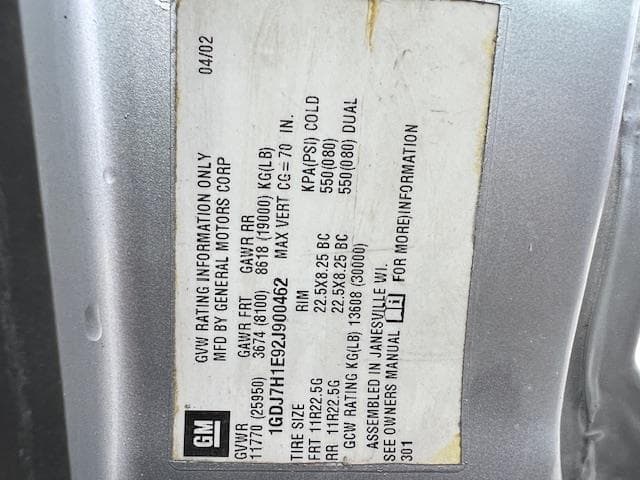 GVW RATING INFORMATION ONLY 04/02
MFD BY GENERAL MOTORS CORP
GM
GVWR GAWR FRT GAWR RR
11770 (25950) 3674 (8100) 8618 (19000) KG(LB)
1GDJ7H1E92J900462 MAX VERT CG = 70 IN.
TIRE SIZE RIM KPA(PSI) COLD
FRT 11R22.5G 22.5X8.25 BC 550(080)
RR 11R22.5G 22.5X8.25 BC 550(080) DUAL
GCW RATING KG(LB) 13608 (30000)
ASSEMBLED IN JANESVILLE WI.
SEE OWNERS MANUAL FOR MORE)INFORMATION
301